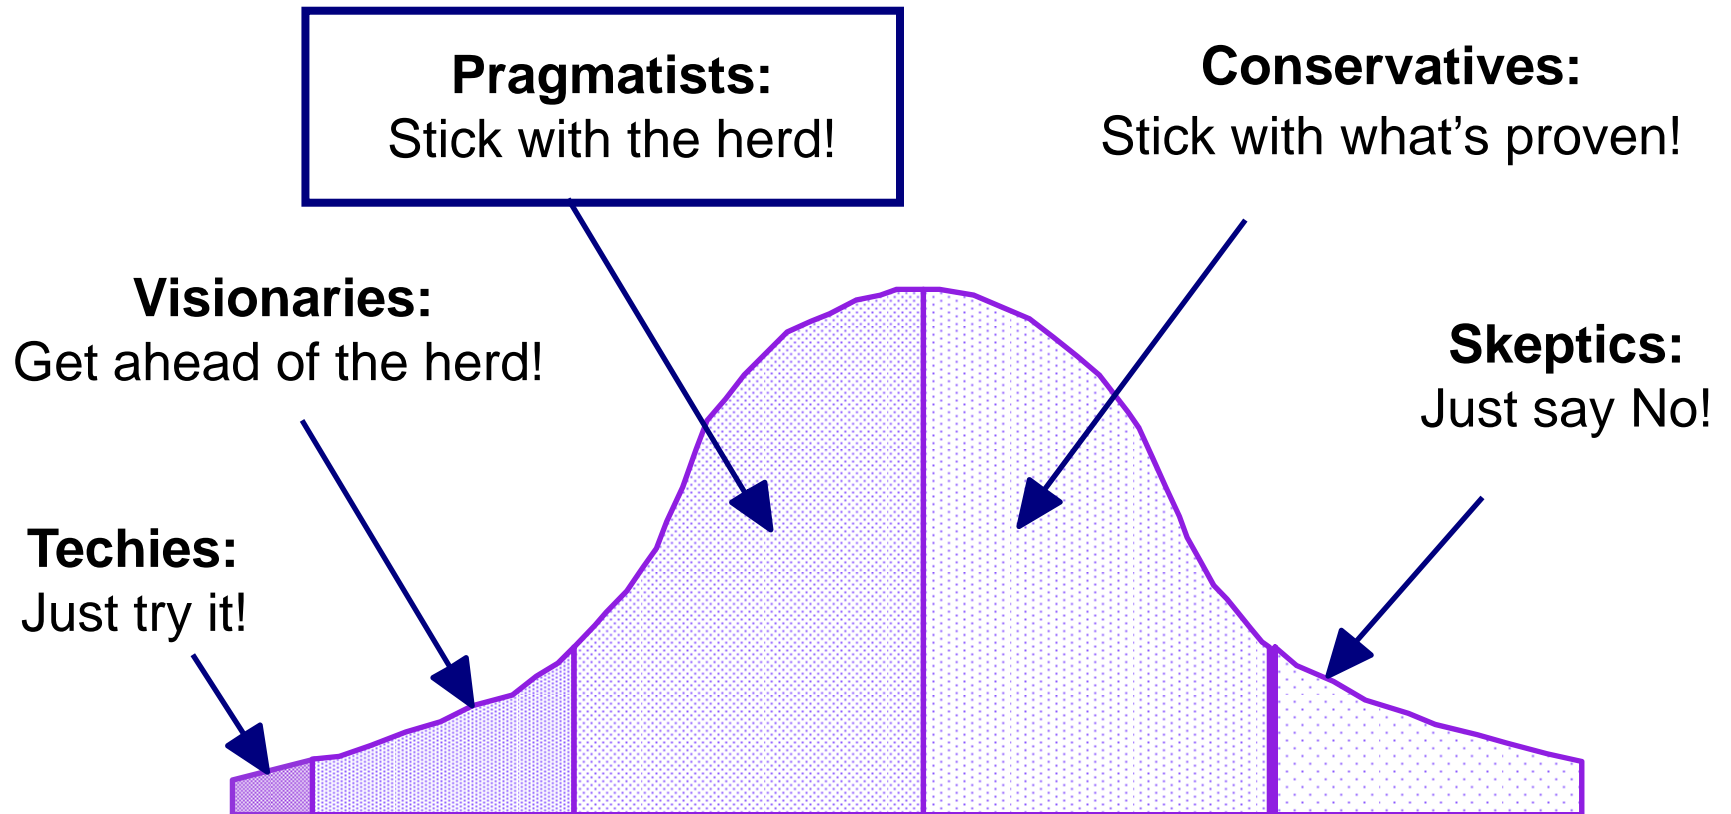 Pragmatists:
Stick with the herd!
Conservatives:
Stick with what's proven!
Visionaries:
Get ahead of the herd!
Skeptics:
Just say No!
Techies:
Just try it!